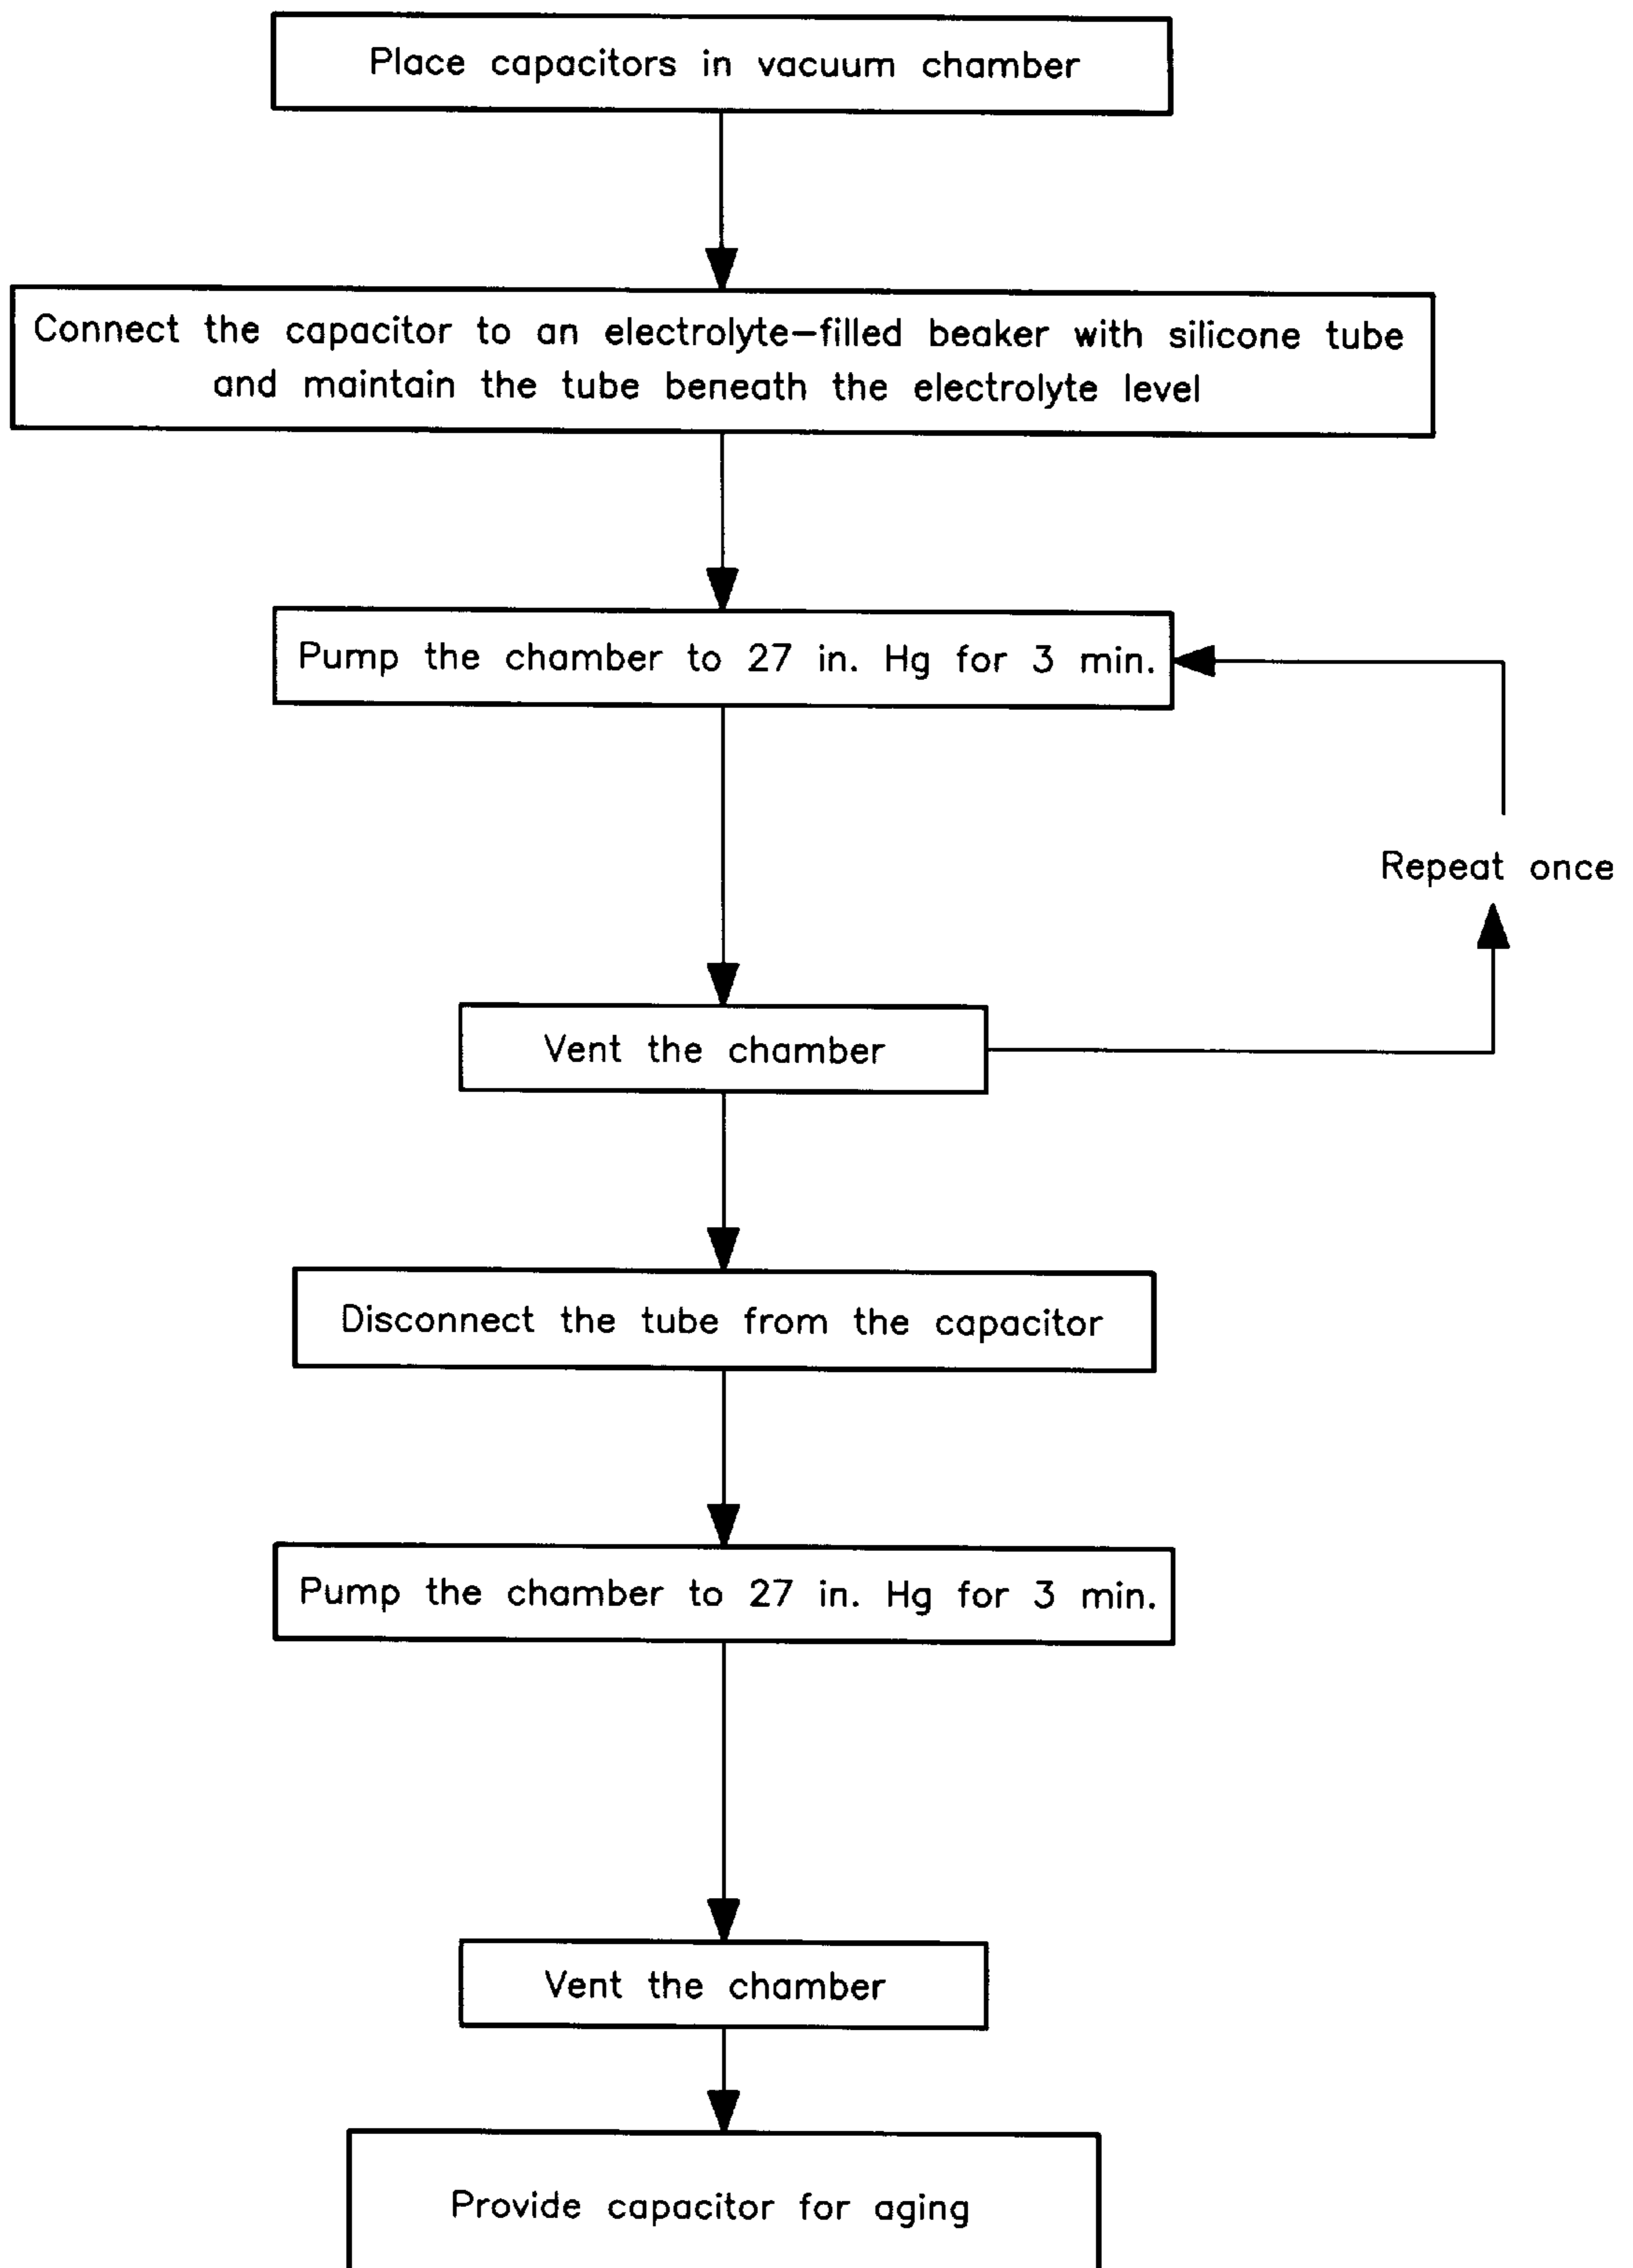 Place capacitors in vacuum chamber
Connect the capacitor to an electrolyte-filled beaker with silicone tube
and maintain the tube beneath the electrolyte level
Pump the chamber to 27 in. Hg for 3 min.
Repeat once
Vent the chamber
Disconnect the tube from the capacitor
Pump the chamber to 27 in. Hg for 3 min.
Vent the chamber
Provide capacitor for aging